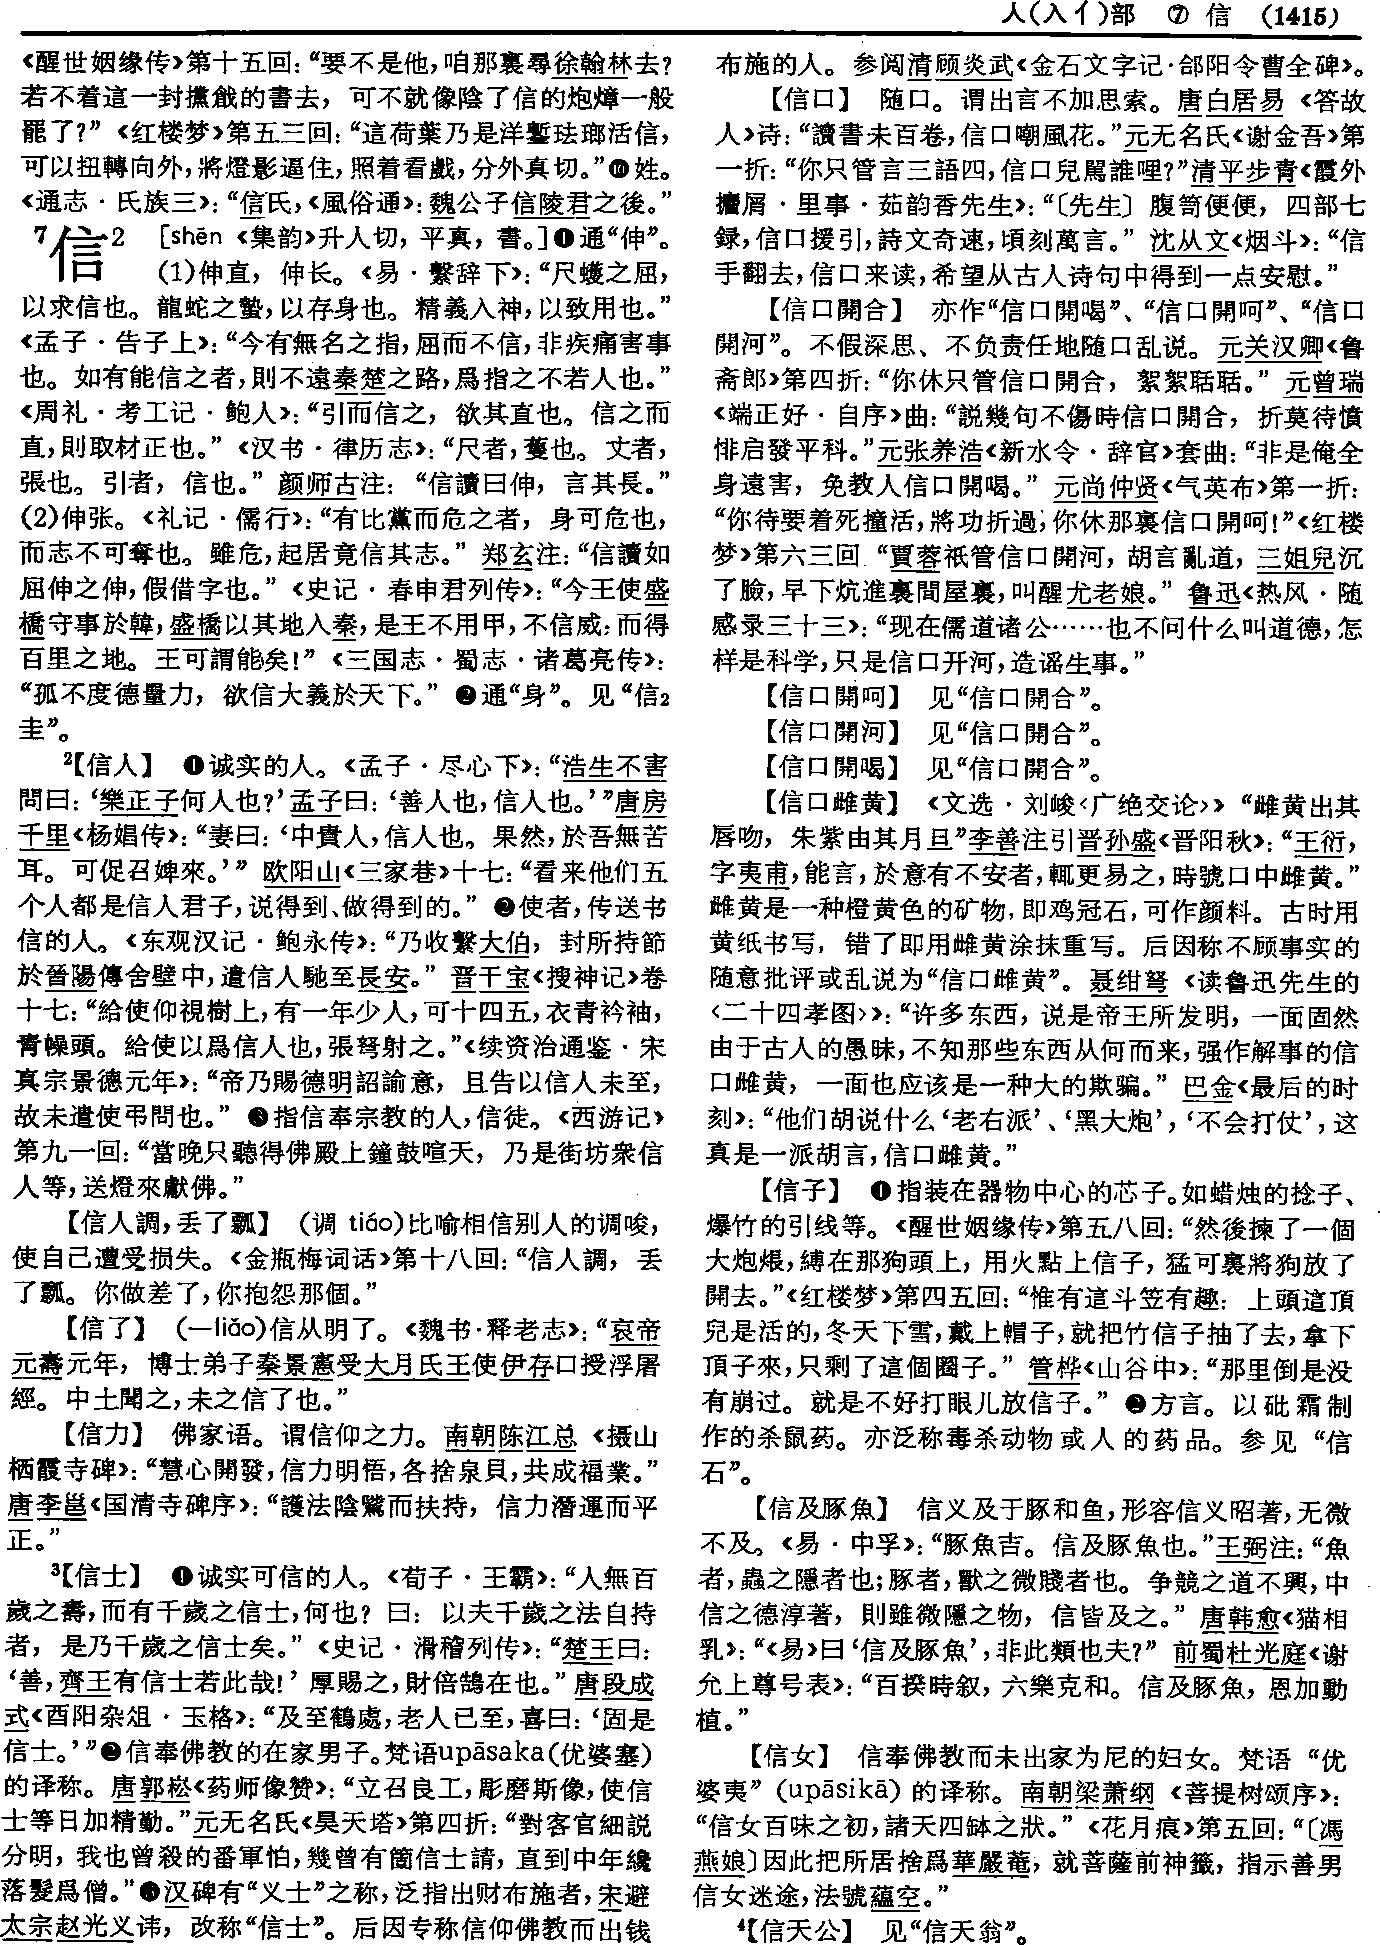 人(入亻)部 ⑦ 信 (1415)
《醒世姻缘传》第十五回：“要不是他，咱那裏尋徐翰林去？
若不着這一封攩戧的書去，可不就像陰了信的炮燀一般
罷了？”《红楼梦》第五三回：“這荷葉乃是洋鏨珐瑯活信，
可以扭轉向外，將燈影逼住，照着看戲，分外真切。”❿姓。
《通志·氏族三》：“信氏，《風俗通》：魏公子信陵君之後。”
⁷信2 [shēn 《集韵》升人切，平真，書。]❶通“伸”。
(1)伸直，伸长。《易·繫辞下》：“尺蠖之屈，
以求信也。龍蛇之蟄，以存身也。精義入神，以致用也。”
《孟子·告子上》：“今有無名之指，屈而不信，非疾痛害事
也。如有能信之者，則不遠秦楚之路，爲指之不若人也。”
《周礼·考工记·鲍人》：“引而信之，欲其直也。信之而
直，則取材正也。”《汉书·律历志》：“尺者，蒦也。丈者，
張也。引者，信也。”颜师古注：“信讀曰伸，言其長。”
(2)伸张。《礼记·儒行》：“有比黨而危之者，身可危也，
而志不可奪也。雖危，起居竟信其志。”郑玄注：“信讀如
屈伸之伸，假借字也。”《史记·春申君列传》：“今王使盛
橋守事於韓，盛橋以其地入秦，是王不用甲，不信威，而得
百里之地。王可謂能矣！”《三国志·蜀志·诸葛亮传》：
“孤不度德量力，欲信大義於天下。”❷通“身”。见“信₂
圭”。
²【信人】 ❶诚实的人。《孟子·尽心下》：“浩生不害
問曰：‘樂正子何人也？’孟子曰：‘善人也，信人也。’”唐房
千里《杨娼传》：“妻曰：‘中貴人，信人也。果然，於吾無苦
耳。可促召婢來。’”欧阳山《三家巷》十七：“看来他们五
个人都是信人君子，说得到、做得到的。”❷使者，传送书
信的人。《东观汉记·鲍永传》：“乃收繫大伯，封所持節
於晉陽傳舍壁中，遣信人馳至長安。”晋干宝《搜神记》卷
十七：“給使仰視樹上，有一年少人，可十四五，衣青衿袖，
青幧頭。給使以爲信人也，張弩射之。”《续资治通鉴·宋
真宗景德元年》：“帝乃賜德明詔諭意，且告以信人未至，
故未遣使弔問也。”❸指信奉宗教的人，信徒。《西游记》
第九一回：“當晚只聽得佛殿上鐘鼓喧天，乃是街坊衆信
人等，送燈來獻佛。”
【信人調，丢了瓢】 (调 tiáo)比喻相信别人的调唆，
使自己遭受损失。《金瓶梅词话》第十八回：“信人調，丢
了瓢。你做差了，你抱怨那個。”
【信了】 (—liǎo)信从明了。《魏书·释老志》：“哀帝
元壽元年，博士弟子秦景憲受大月氏王使伊存口授浮屠
經。中土聞之，未之信了也。”
【信力】 佛家语。谓信仰之力。南朝陈江总《摄山
栖霞寺碑》：“慧心開發，信力明悟，各捨泉貝，共成福業。”
唐李邕《国清寺碑序》：“護法陰騭而扶持，信力潛運而平
正。”
³【信士】 ❶诚实可信的人。《荀子·王霸》：“人無百
歲之壽，而有千歲之信士，何也？曰：以夫千歲之法自持
者，是乃千歲之信士矣。”《史记·滑稽列传》：“楚王曰：
‘善，齊王有信士若此哉！’厚賜之，財倍鵠在也。”唐段成
式《酉阳杂俎·玉格》：“及至鶴處，老人已至，喜曰：‘固是
信士。’”❷信奉佛教的在家男子。梵语upāsaka(优婆塞)
的译称。唐郭崧《药师像赞》：“立召良工，彫磨斯像，使信
士等日加精勤。”元无名氏《昊天塔》第四折：“對客官細説
分明，我也曾殺的番軍怕，幾曾有箇信士請，直到中年纔
落髮爲僧。”❸汉碑有“义士”之称，泛指出财布施者，宋避
太宗赵光义讳，改称“信士”。后因专称信仰佛教而出钱
布施的人。参阅清顾炎武《金石文字记·郃阳令曹全碑》。
【信口】 随口。谓出言不加思索。唐白居易《答故
人》诗：“讀書未百卷，信口嘲風花。”元无名氏《谢金吾》第
一折：“你只管言三語四，信口兒駡誰哩？”清平步青《霞外
攟屑·里事·茹韵香先生》：“〔先生〕腹笥便便，四部七
録，信口援引，詩文奇速，頃刻萬言。”沈从文《烟斗》：“信
手翻去，信口来读，希望从古人诗句中得到一点安慰。”
【信口開合】 亦作“信口開喝”、“信口開呵”、“信口
開河”。不假深思、不负责任地随口乱说。元关汉卿《鲁
斋郎》第四折：“你休只管信口開合，絮絮聒聒。”元曾瑞
《端正好·自序》曲：“説幾句不傷時信口開合，折莫待憤
悱启發平科。”元张养浩《新水令·辞官》套曲：“非是俺全
身遠害，免教人信口開喝。”元尚仲贤《气英布》第一折：
“你待要着死撞活，將功折過，你休那裏信口開呵！”《红楼
梦》第六三回：“賈蓉衹管信口開河，胡言亂道，三姐兒沉
了臉，早下炕進裏間屋裏，叫醒尤老娘。”鲁迅《热风·随
感录三十三》：“现在儒道诸公……也不问什么叫道德，怎
样是科学，只是信口开河，造谣生事。”
【信口開呵】 见“信口開合”。
【信口開河】 见“信口開合”。
【信口開喝】 见“信口開合”。
【信口雌黄】 《文选·刘峻〈广绝交论〉》“雌黄出其
唇吻，朱紫由其月旦”李善注引晋孙盛《晋阳秋》：“王衍，
字夷甫，能言，於意有不安者，輒更易之，時號口中雌黄。”
雌黄是一种橙黄色的矿物，即鸡冠石，可作颜料。古时用
黄纸书写，错了即用雌黄涂抹重写。后因称不顾事实的
随意批评或乱说为“信口雌黄”。聂绀弩《读鲁迅先生的
〈二十四孝图〉》：“许多东西，说是帝王所发明，一面固然
由于古人的愚昧，不知那些东西从何而来，强作解事的信
口雌黄，一面也应该是一种大的欺骗。”巴金《最后的时
刻》：“他们胡说什么‘老右派’、‘黑大炮’，‘不会打仗’，这
真是一派胡言，信口雌黄。”
【信子】 ❶指装在器物中心的芯子。如蜡烛的捻子、
爆竹的引线等。《醒世姻缘传》第五八回：“然後揀了一個
大炮煨，縛在那狗頭上，用火點上信子，猛可裏將狗放了
開去。”《红楼梦》第四五回：“惟有這斗笠有趣：上頭這頂
兒是活的，冬天下雪，戴上帽子，就把竹信子抽了去，拿下
頂子來，只剩了這個圈子。”管桦《山谷中》：“那里倒是没
有崩过。就是不好打眼儿放信子。”❷方言。以砒霜制
作的杀鼠药。亦泛称毒杀动物或人的药品。参见“信
石”。
【信及豚魚】 信义及于豚和鱼，形容信义昭著，无微
不及。《易·中孚》：“豚魚吉。信及豚魚也。”王弼注：“魚
者，蟲之隱者也；豚者，獸之微賤者也。争競之道不興，中
信之德淳著，則雖微隱之物，信皆及之。”唐韩愈《猫相
乳》：“《易》曰‘信及豚魚’，非此類也夫？”前蜀杜光庭《谢
允上尊号表》：“百揆時叙，六樂克和。信及豚魚，恩加動
植。”
【信女】 信奉佛教而未出家为尼的妇女。梵语“优
婆夷”(upāsikā)的译称。南朝梁萧纲《菩提树颂序》：
“信女百味之初，諸天四缽之狀。”《花月痕》第五回：“〔馮
燕娘〕因此把所居捨爲華嚴菴，就菩薩前神籤，指示善男
信女迷途，法號蘊空。”
⁴【信天公】 见“信天翁”。